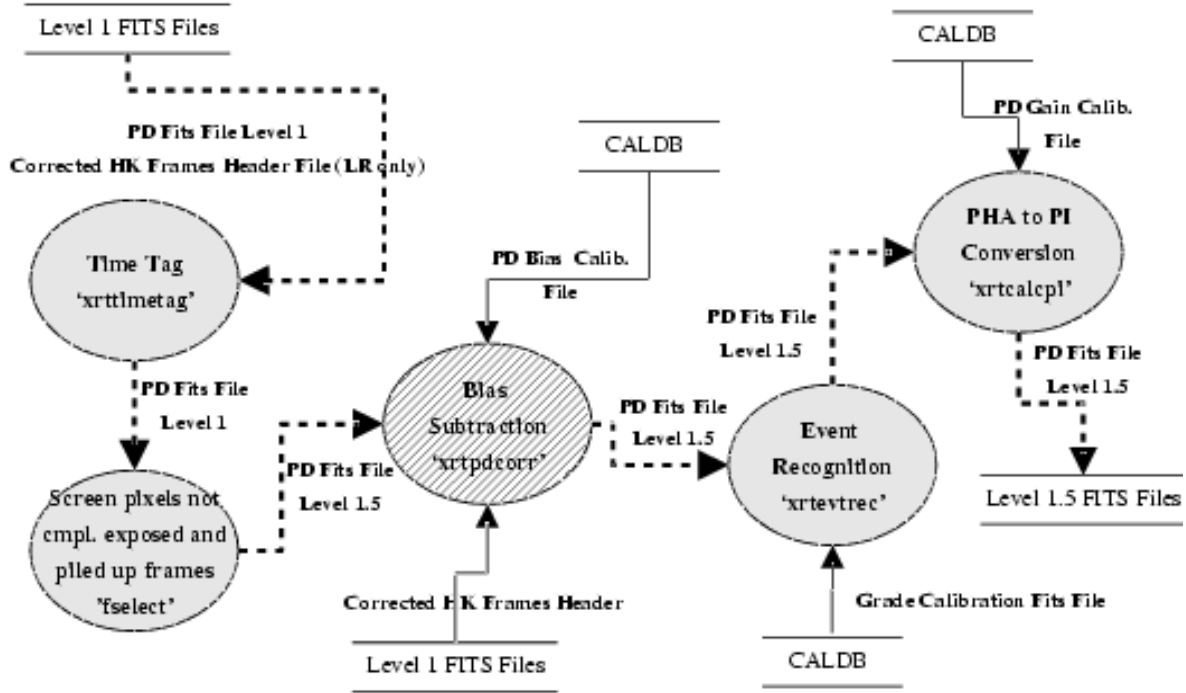 Level 1 FITS Files
PD Fits File Level 1
Corrected HK Frames Header File (LR only)
Time Tag
'xrttimetag'
PD Fits File
Level 1
Screen pixels not
cmpl. exposed and
piled up frames
'fselect'
PD Fits File
Level 1.5
CALDB
PD Bias Calib.
File
Bias
Subtraction
'xrtpdcorr'
Corrected HK Frames Header
Level 1 FITS Files
PD Fits File
Level 1.5
Event
Recognition
'xrtevtrec'
Grade Calibration Fits File
CALDB
PD Fits File
Level 1.5
CALDB
PD Gain Calib.
File
PHA to PI
Conversion
'xrtcalcpi'
PD Fits File
Level 1.5
Level 1.5 FITS Files